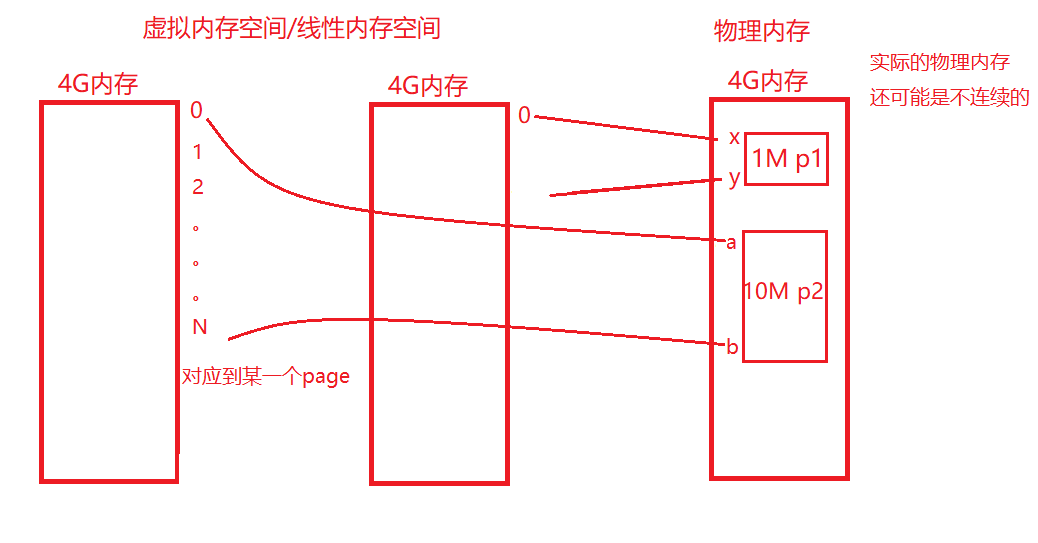 虚拟内存空间/线性内存空间
物理内存
实际的物理内存
还可能是不连续的
4G内存
4G内存
4G内存
0
1
2
。
。
。
N
对应到某一个page
0
x
1M p1
y
a
10M p2
b